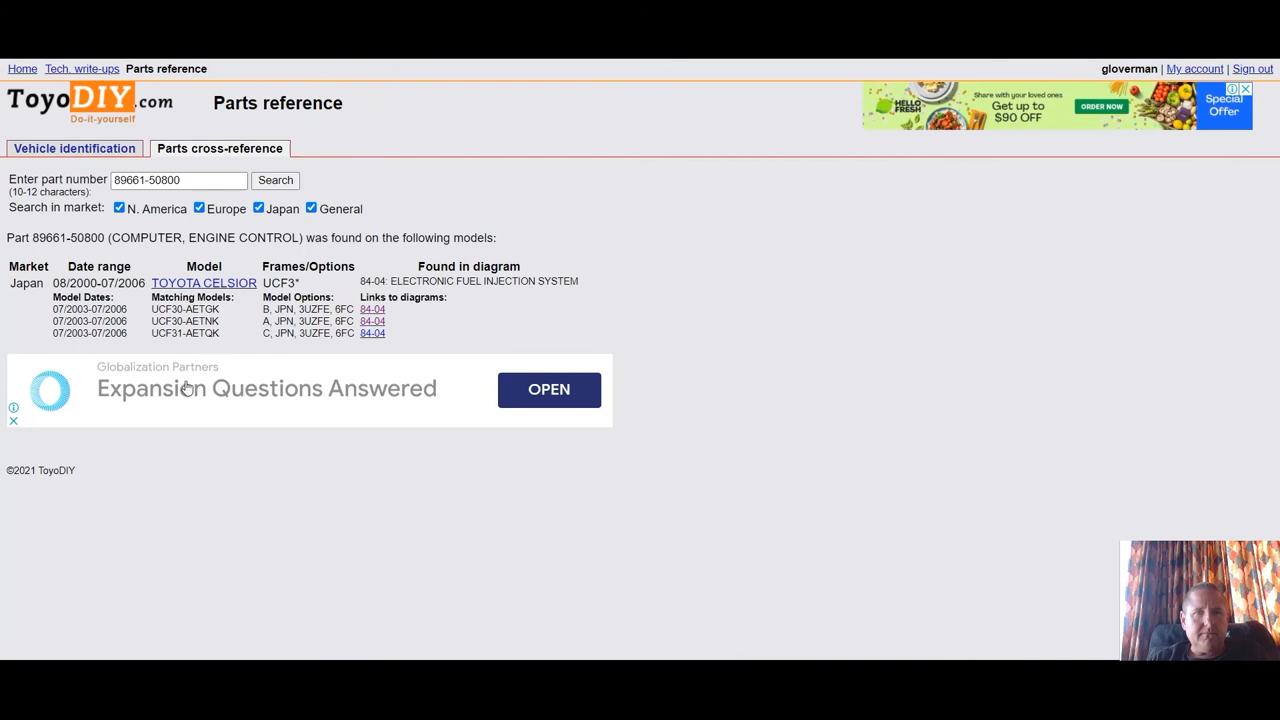 Home Tech. write-ups Parts reference
gloverman | My account | Sign out
ToyoDIY.com
Do-it-yourself
Parts reference
HELLO FRESH
Share with your loved ones
Get up to
$90 OFF
ORDER NOW
Special
Offer
Vehicle identification Parts cross-reference
Enter part number 89661-50800 Search
(10-12 characters):
Search in market: N. America Europe Japan General
Part 89661-50800 (COMPUTER, ENGINE CONTROL) was found on the following models:
Market Date range Model Frames/Options Found in diagram
Japan 08/2000-07/2006 TOYOTA CELSIOR UCF3* 84-04: ELECTRONIC FUEL INJECTION SYSTEM
Model Dates: Matching Models: Model Options: Links to diagrams:
07/2003-07/2006 UCF30-AETGK B, JPN, 3UZFE, 6FC 84-04
07/2003-07/2006 UCF30-AETNK A, JPN, 3UZFE, 6FC 84-04
07/2003-07/2006 UCF31-AETQK C, JPN, 3UZFE, 6FC 84-04
Globalization Partners
Expansion Questions Answered
OPEN
©2021 ToyoDIY